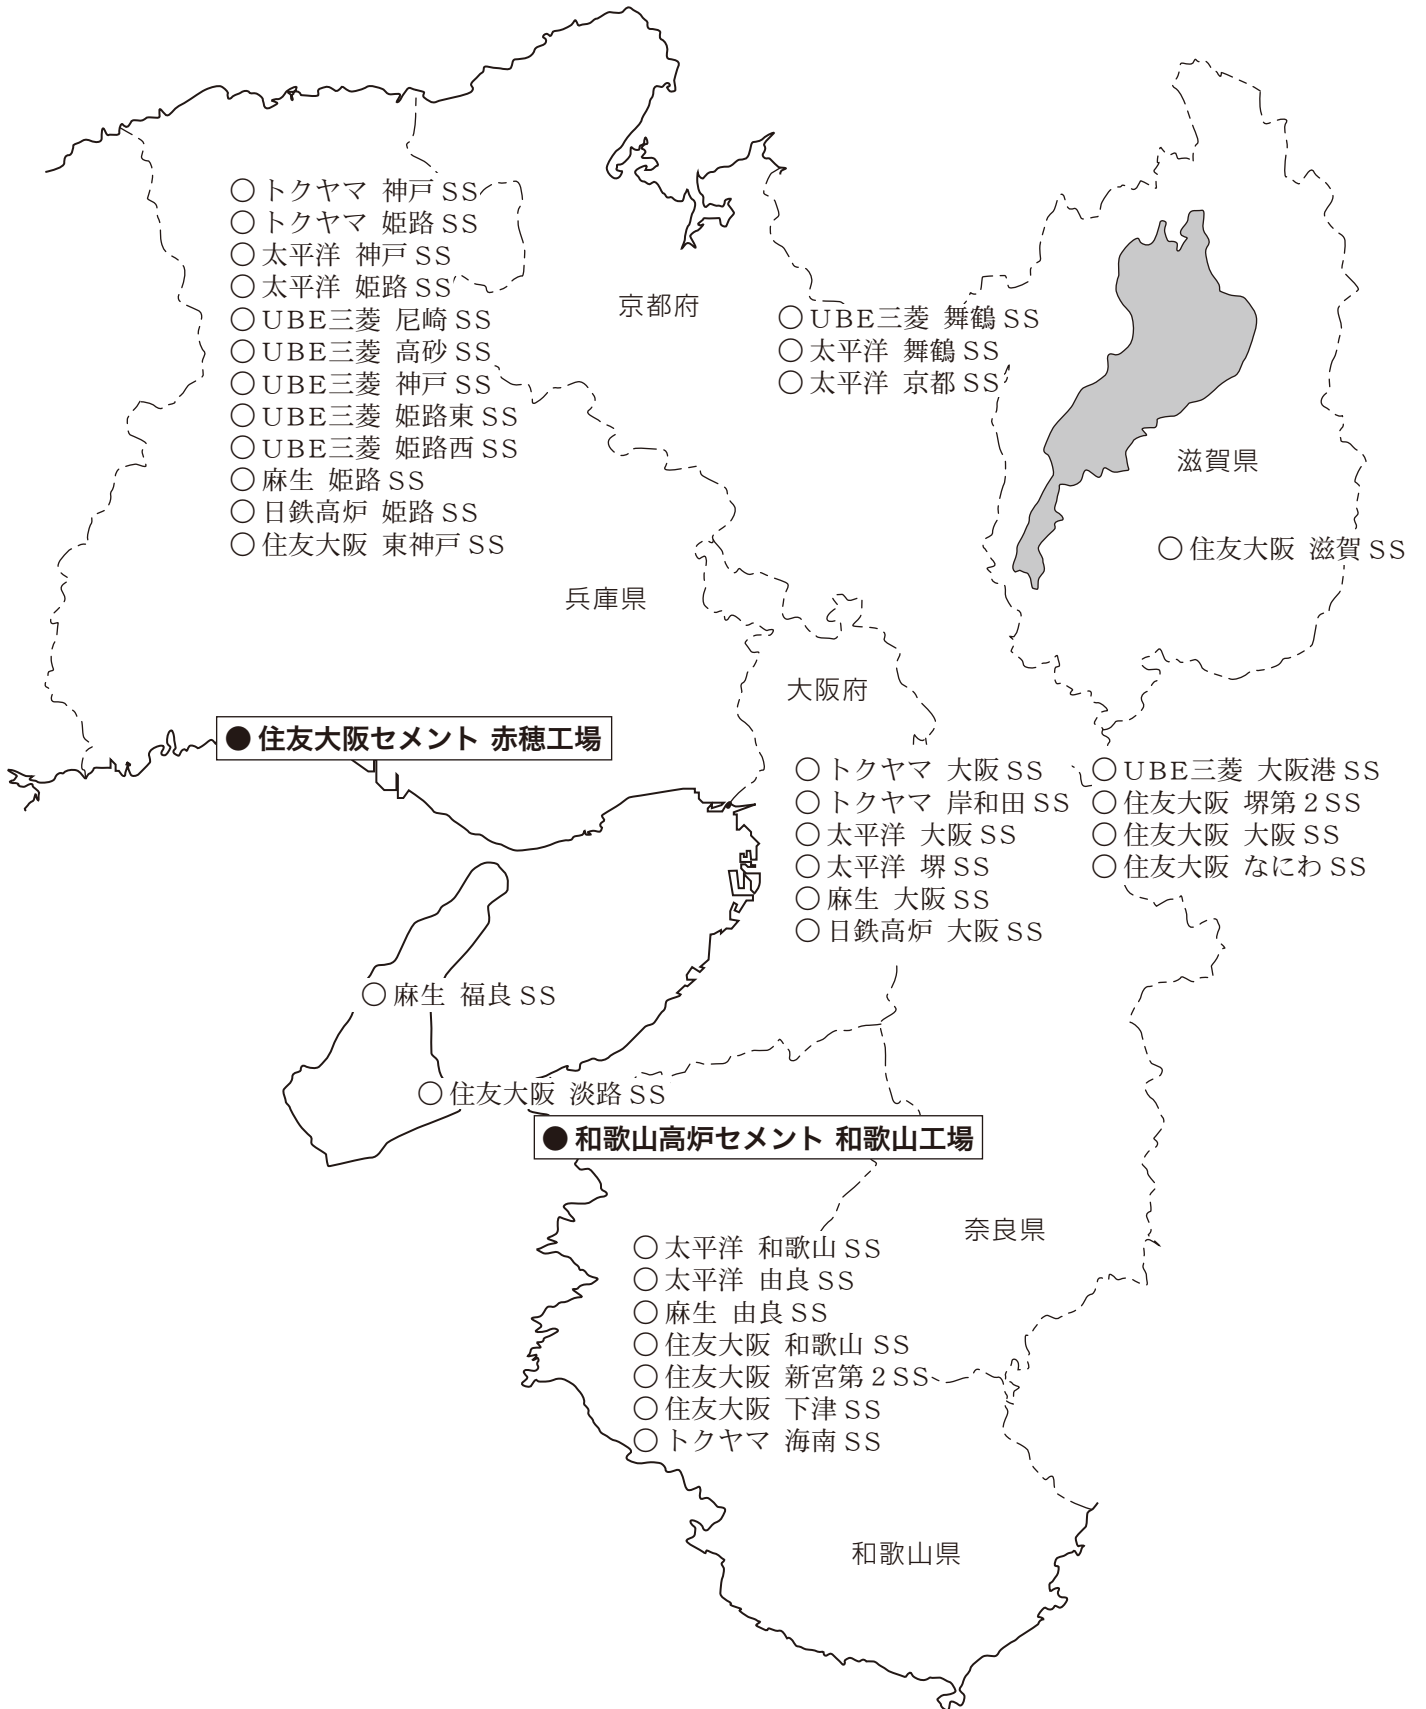 ○トクヤマ 神戸SS
○トクヤマ 姫路SS
○太平洋 神戸SS
○太平洋 姫路SS
○UBE三菱 尼崎SS
○UBE三菱 高砂SS
○UBE三菱 神戸SS
○UBE三菱 姫路東SS
○UBE三菱 姫路西SS
○麻生 姫路SS
○日鉄高炉 姫路SS
○住友大阪 東神戸SS
兵庫県
京都府
○UBE三菱 舞鶴SS
○太平洋 舞鶴SS
○太平洋 京都SS
滋賀県
○住友大阪 滋賀SS
大阪府
●住友大阪セメント 赤穂工場
○トクヤマ 大阪SS
○トクヤマ 岸和田SS
○太平洋 大阪SS
○太平洋 堺SS
○麻生 大阪SS
○日鉄高炉 大阪SS
○UBE三菱 大阪港SS
○住友大阪 堺第2SS
○住友大阪 大阪SS
○住友大阪 なにわSS
○麻生 福良SS
○住友大阪 淡路SS
●和歌山高炉セメント 和歌山工場
奈良県
○太平洋 和歌山SS
○太平洋 由良SS
○麻生 由良SS
○住友大阪 和歌山SS
○住友大阪 新宮第2SS
○住友大阪 下津SS
○トクヤマ 海南SS
和歌山県